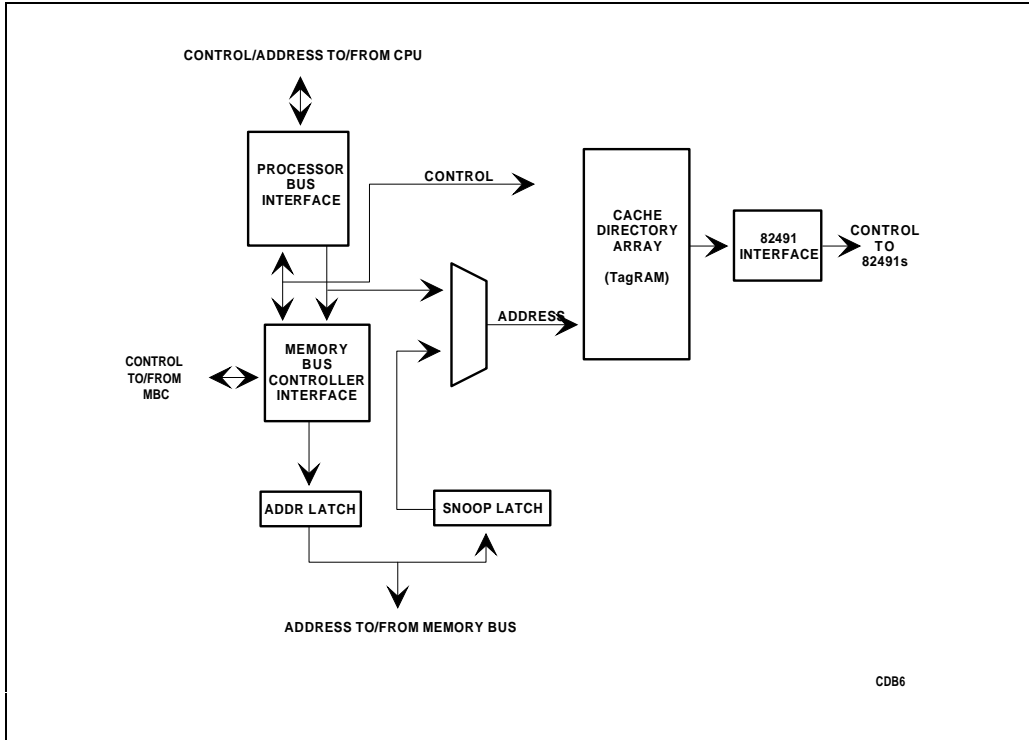 CONTROL/ADDRESS TO/FROM CPU
PROCESSOR
BUS
INTERFACE
CONTROL
CACHE
DIRECTORY
ARRAY
(TagRAM)
82491
INTERFACE
CONTROL
TO
82491s
ADDRESS
MEMORY
BUS
CONTROLLER
INTERFACE
CONTROL
TO/FROM
MBC
ADDR LATCH
SNOOP LATCH
ADDRESS TO/FROM MEMORY BUS
CDB6